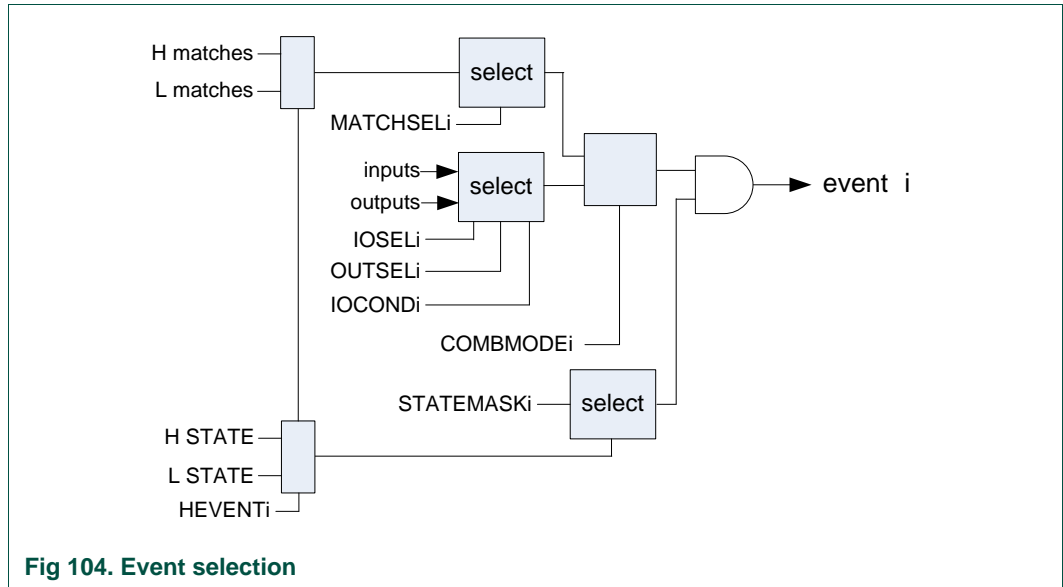 H matches
L matches
select
MATCHSELi
inputs
outputs
select
IOSELi
OUTSELi
IOCONDi
event i
COMBMODEi
STATEMASKi
select
H STATE
L STATE
HEVENTi
Fig 104. Event selection